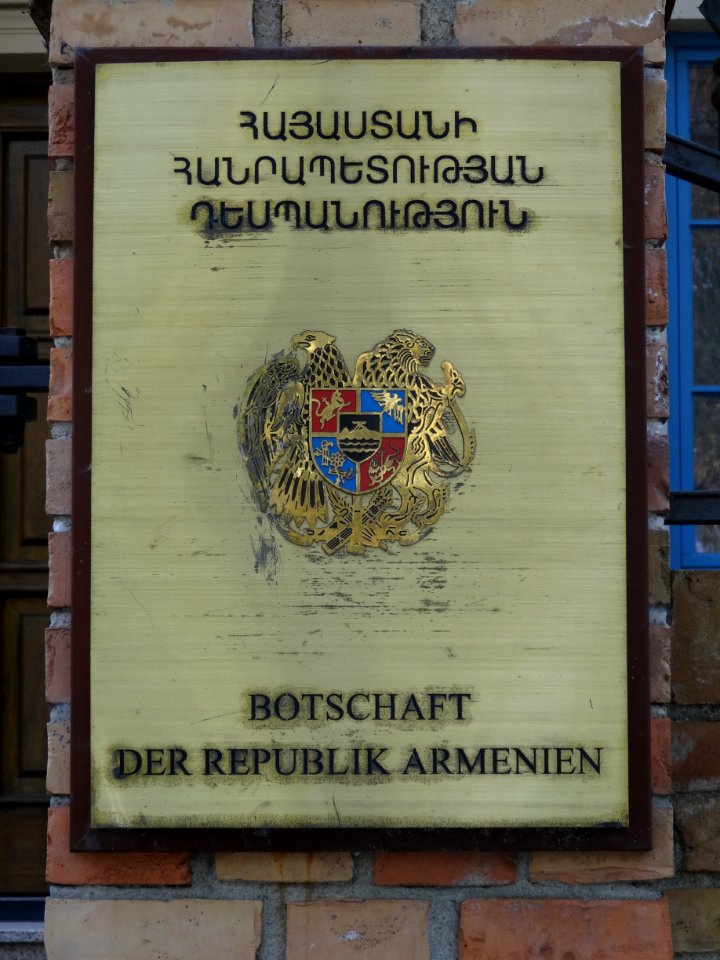 ՀԱՅԱՍՏԱՆԻ
ՀԱՆՐԱՊԵՏՈՒԹՅԱՆ
ԴԵՍՊԱՆՈՒԹՅՈՒՆ
BOTSCHAFT
DER REPUBLIK ARMENIEN